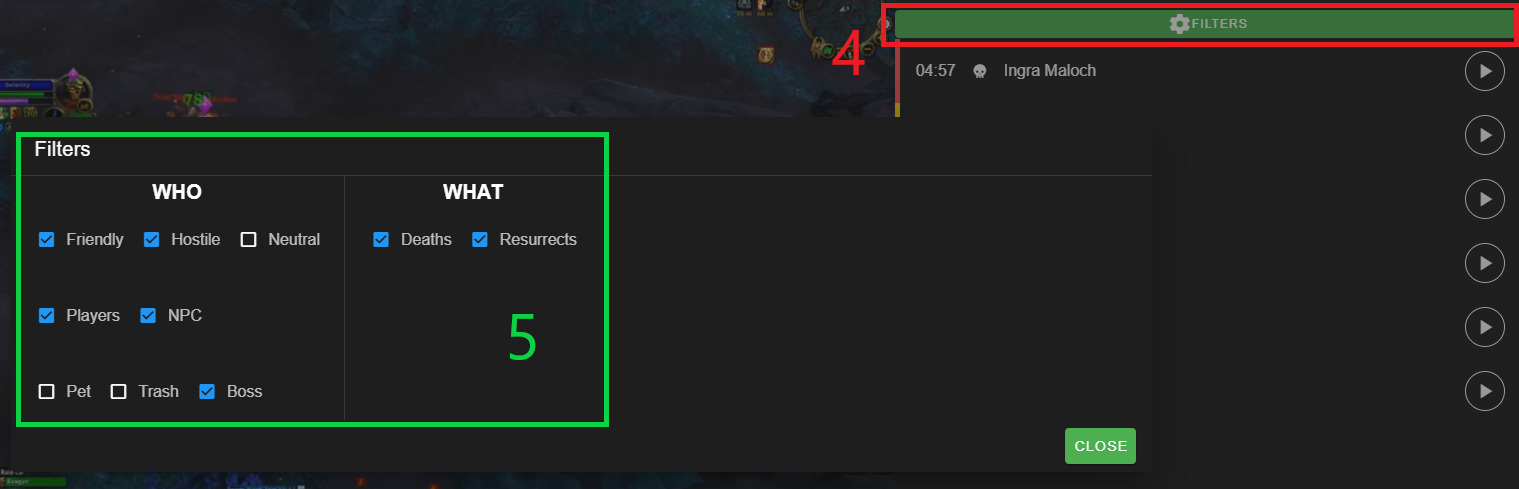 FILTERS
4
04:57 Ingra Maloch
Selerity
Filters
WHO WHAT
Friendly Hostile Neutral Deaths Resurrects
Players NPC
5
Pet Trash Boss
CLOSE